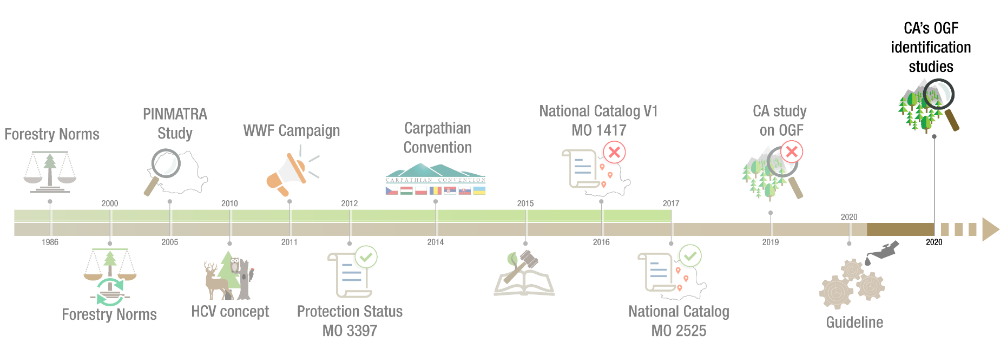 CA's OGF
identification
studies
PINMATRA
Study
National Catalog V1
MO 1417
CA study
on OGF
Forestry Norms
WWF Campaign
Carpathian
Convention
CARPATHIAN CONVENTION
2000
2010
2012
2015
2017
2020
1986
2005
2011
2014
2016
2019
2020
Forestry Norms
HCV concept
Protection Status
MO 3397
National Catalog
MO 2525
Guideline